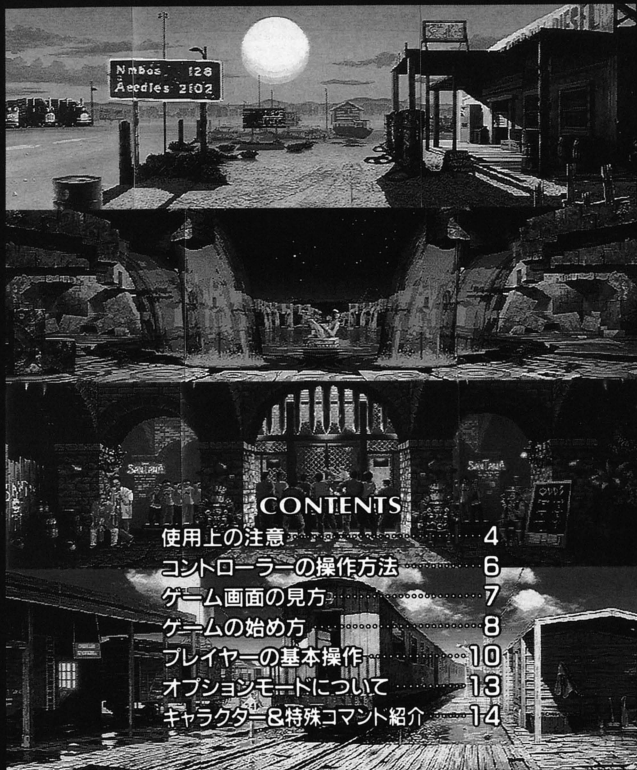 Nmbos 128
Aeedles 2102
SANTANA
SANTANA
CONTENTS
使用上の注意 4
コントローラーの操作方法 6
ゲーム画面の見方 7
ゲームの始め方 8
プレイヤーの基本操作 10
オプションモードについて 13
キャラクター&特殊コマンド紹介 14